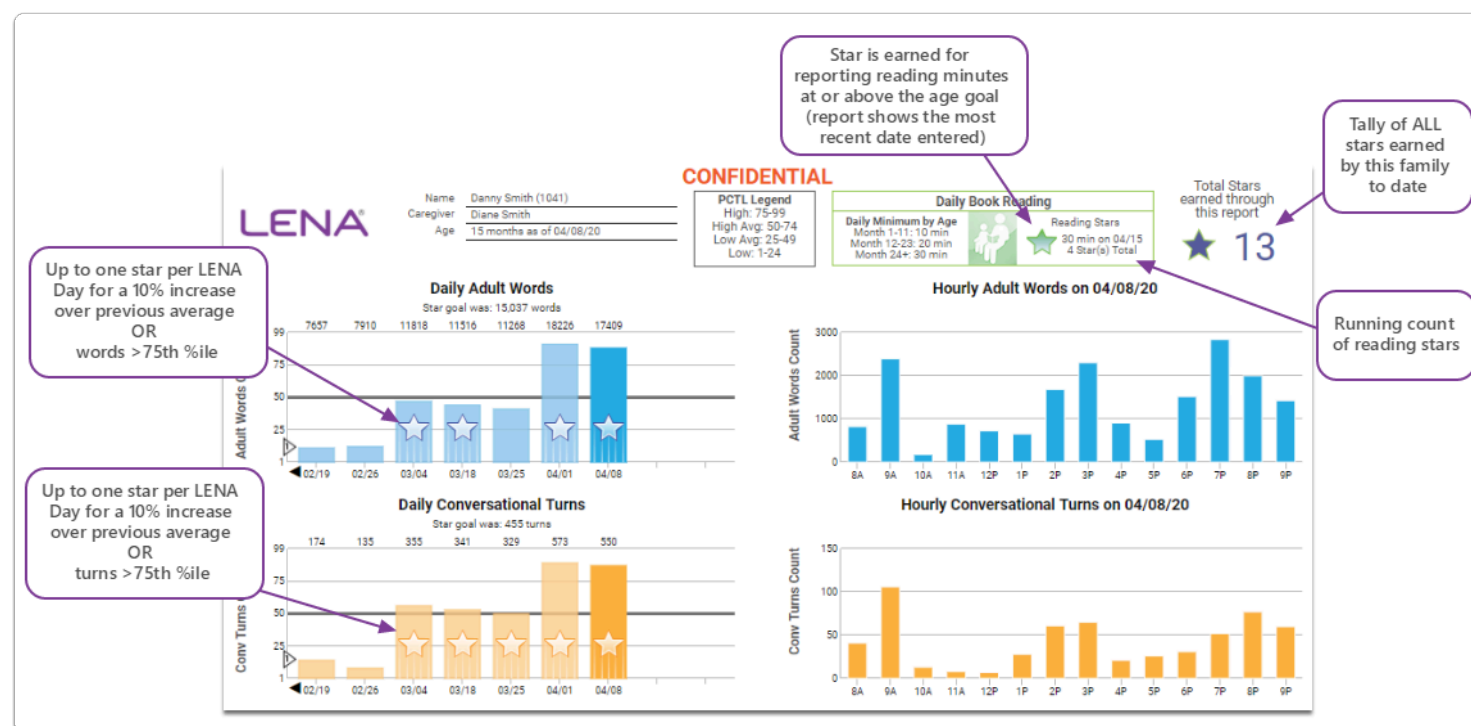 Star is earned for
reporting reading minutes
at or above the age goal
(report shows the most
recent date entered)
Tally of ALL
stars earned
by this family
to date
CONFIDENTIAL
LENA
Name Danny Smith (1041)
Caregiver Diane Smith
Age 15 months as of 04/08/20
PCTL Legend
High: 75-99
High Avg: 50-74
Low Avg: 25-49
Low: 1-24
Daily Book Reading
Daily Minimum by Age
Month 1-11: 10 min
Month 12-23: 20 min
Month 24+: 30 min
Reading Stars
30 min on 04/15
4 Star(s) Total
Total Stars
earned through
this report
13
Up to one star per LENA
Day for a 10% increase
over previous average
OR
words >75th %ile
Running count
of reading stars
Daily Adult Words
Star goal was: 15,037 words
7657 7910 11818 11516 11268 18226 17409
99
75
50
25
1
Adult Words
1
02/19 02/26 03/04 03/18 03/25 04/01 04/08
Hourly Adult Words on 04/08/20
Adult Words Count
3000
2000
1000
0
8A 9A 10A 11A 12P 1P 2P 3P 4P 5P 6P 7P 8P 9P
Up to one star per LENA
Day for a 10% increase
over previous average
OR
turns >75th %ile
Daily Conversational Turns
Star goal was: 455 turns
174 135 355 341 329 573 550
99
75
50
25
1
Conv Turns
1
02/19 02/26 03/04 03/18 03/25 04/01 04/08
Hourly Conversational Turns on 04/08/20
Conv Turns Count
150
100
50
0
8A 9A 10A 11A 12P 1P 2P 3P 4P 5P 6P 7P 8P 9P